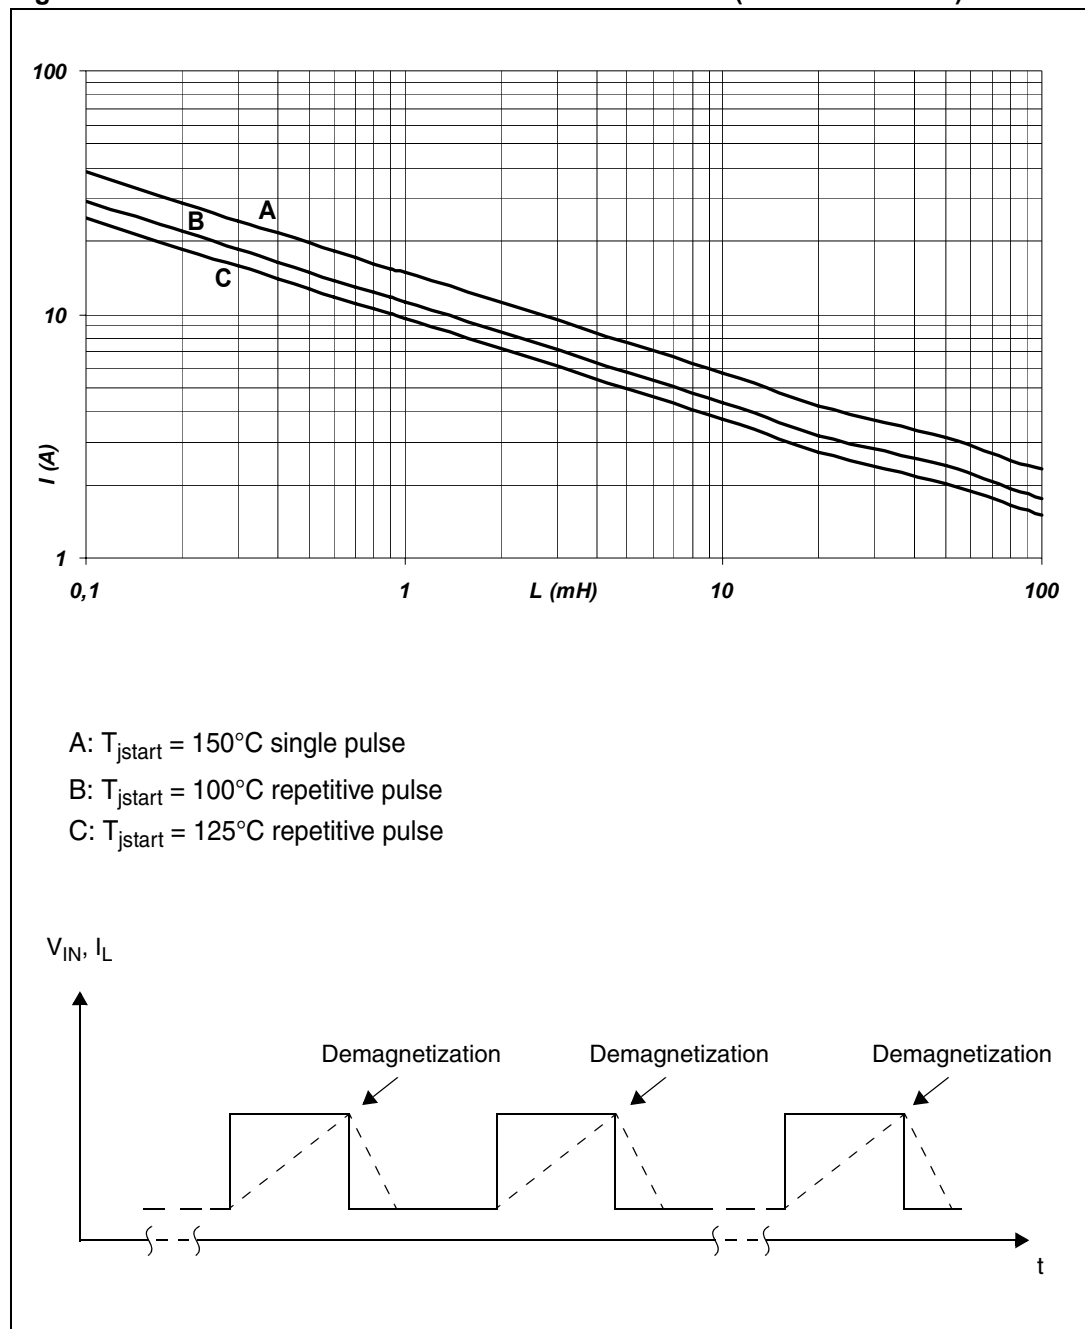 100
10
I (A)
1
0,1 1 L (mH) 10 100
A
B
C
A: Tjstart = 150°C single pulse
B: Tjstart = 100°C repetitive pulse
C: Tjstart = 125°C repetitive pulse
VIN, IL
Demagnetization Demagnetization Demagnetization
t